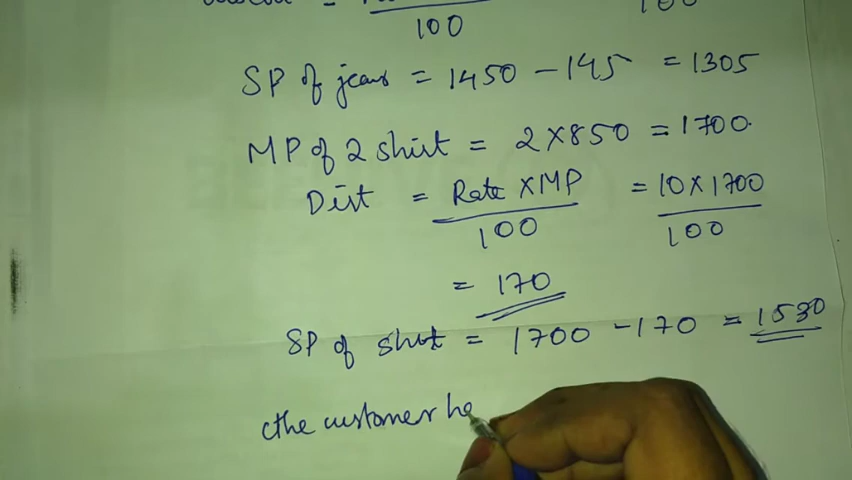 100
SP of jeans = 1450 - 145 = 1305
MP of 2 shirt = 2 × 850 = 1700.
Dist = Rate × MP / 100 = 10 × 1700 / 100
= 170
SP of shirt = 1700 - 170 = 1530
the customer ha